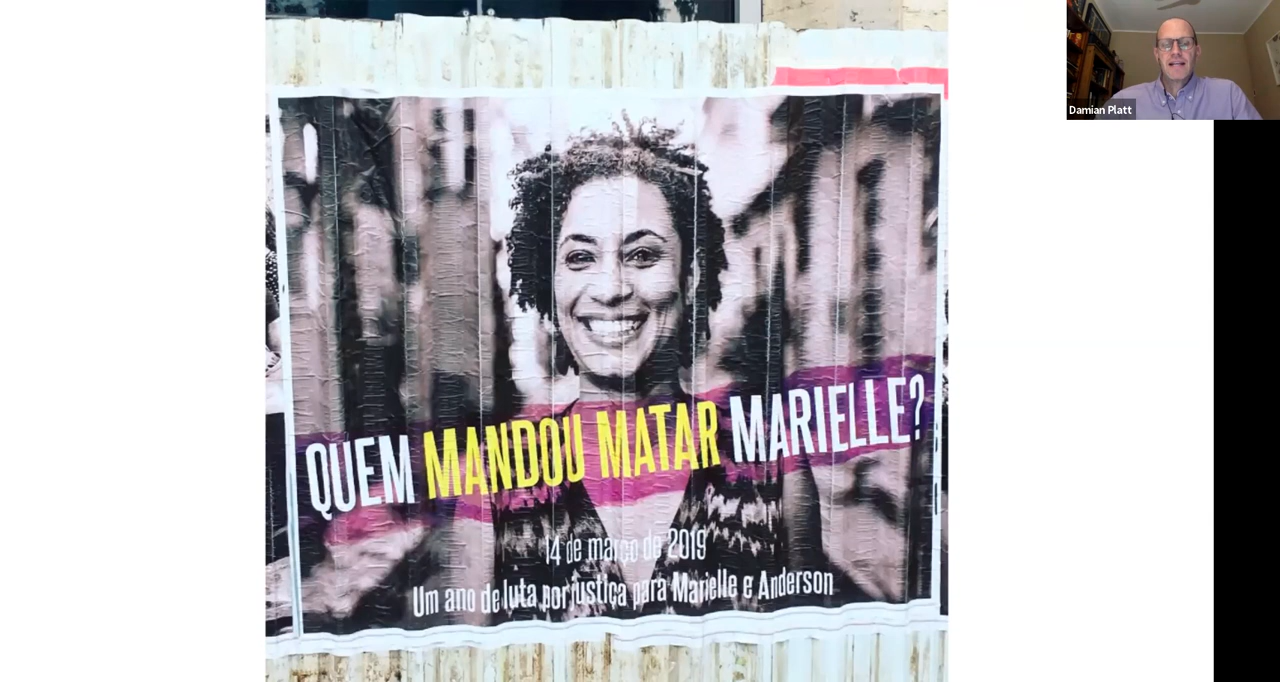 Damian Platt
QUEM MANDOU MATAR MARIELLE?
14 de março de 2019
Um ano de luta por justiça para Marielle e Anderson